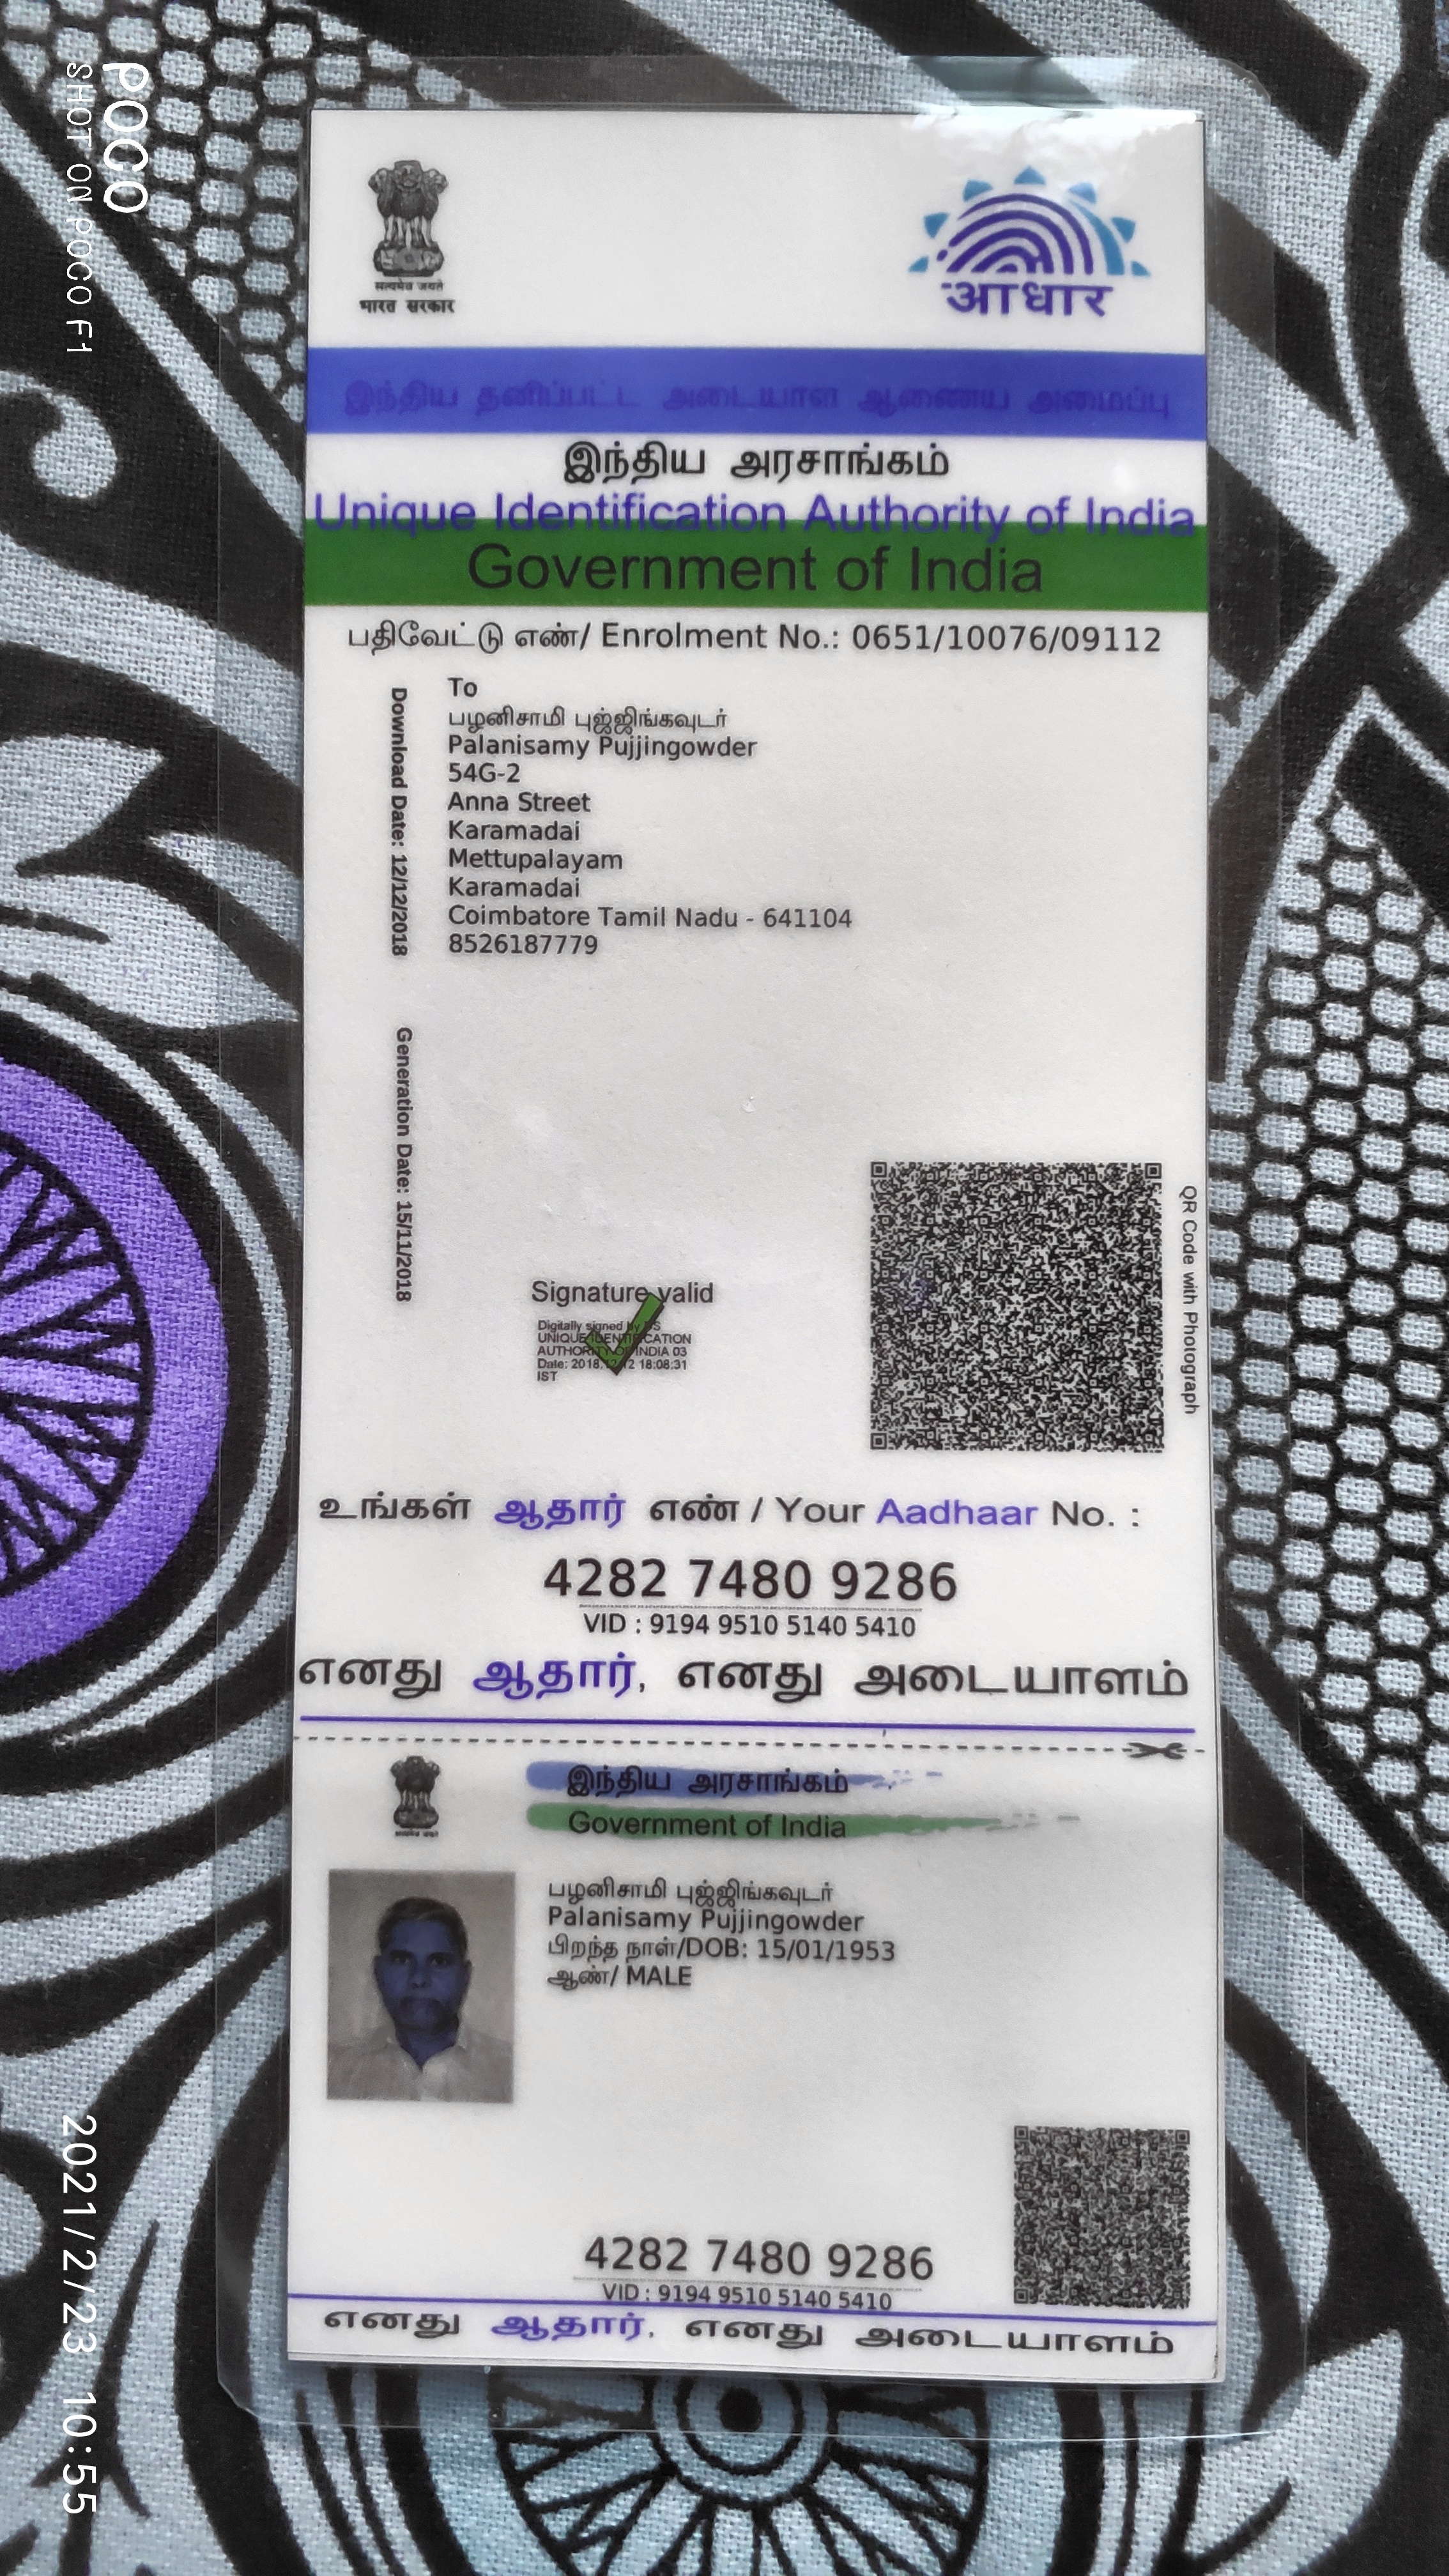 सत्यमेव जयते
भारत सरकार
आधार
இந்திய தனிப்பட்ட அடையாள ஆணைய அமைப்பு
இந்திய அரசாங்கம்
Unique Identification Authority of India
Government of India
பதிவேட்டு எண்/ Enrolment No.: 0651/10076/09112
To
பழனிசாமி புஜ்ஜிங்கவுடர்
Palanisamy Pujjingowder
54G-2
Anna Street
Karamadai
Mettupalayam
Karamadai
Coimbatore Tamil Nadu - 641104
8526187779
Download Date: 12/12/2018
Generation Date: 15/11/2018
Signature valid
Digitally signed by DS
UNIQUE IDENTIFICATION
AUTHORITY OF INDIA 03
Date: 2018.12.12 18:08:31
IST
QR Code with Photograph
உங்கள் ஆதார் எண் / Your Aadhaar No. :
4282 7480 9286
VID : 9194 9510 5140 5410
எனது ஆதார், எனது அடையாளம்
இந்திய அரசாங்கம்
Government of India
பழனிசாமி புஜ்ஜிங்கவுடர்
Palanisamy Pujjingowder
பிறந்த நாள்/DOB: 15/01/1953
ஆண்/ MALE
4282 7480 9286
VID : 9194 9510 5140 5410
எனது ஆதார், எனது அடையாளம்
POCO
SHOT ON POCO F1
2021/2/23 10:55